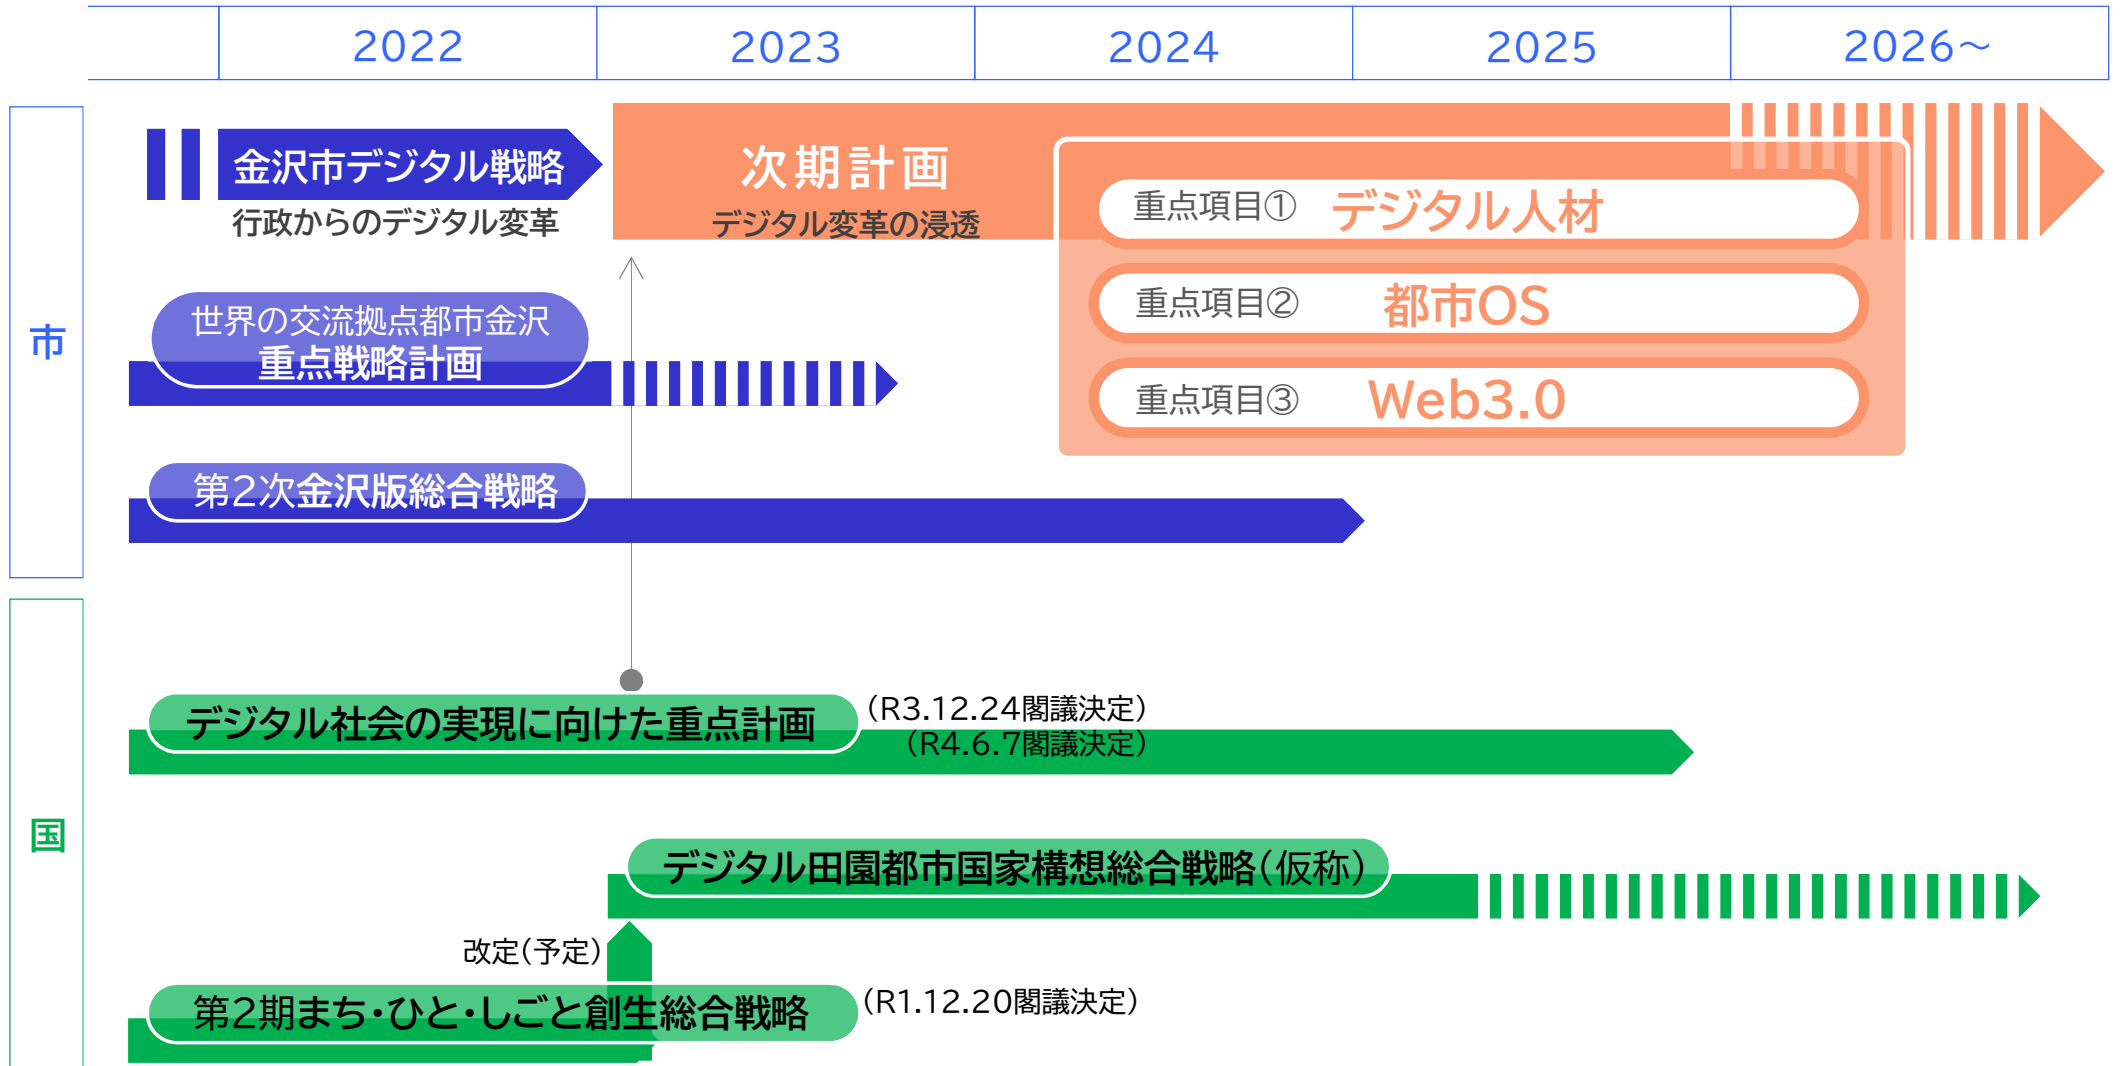 2022 2023 2024 2025 2026～
市
金沢市デジタル戦略
行政からのデジタル変革
次期計画
デジタル変革の浸透
重点項目① デジタル人材
重点項目② 都市OS
重点項目③ Web3.0
世界の交流拠点都市金沢
重点戦略計画
第2次金沢版総合戦略
国
デジタル社会の実現に向けた重点計画
（R3.12.24閣議決定）
（R4.6.7閣議決定）
デジタル田園都市国家構想総合戦略（仮称）
改定（予定）
第2期まち・ひと・しごと創生総合戦略
（R1.12.20閣議決定）